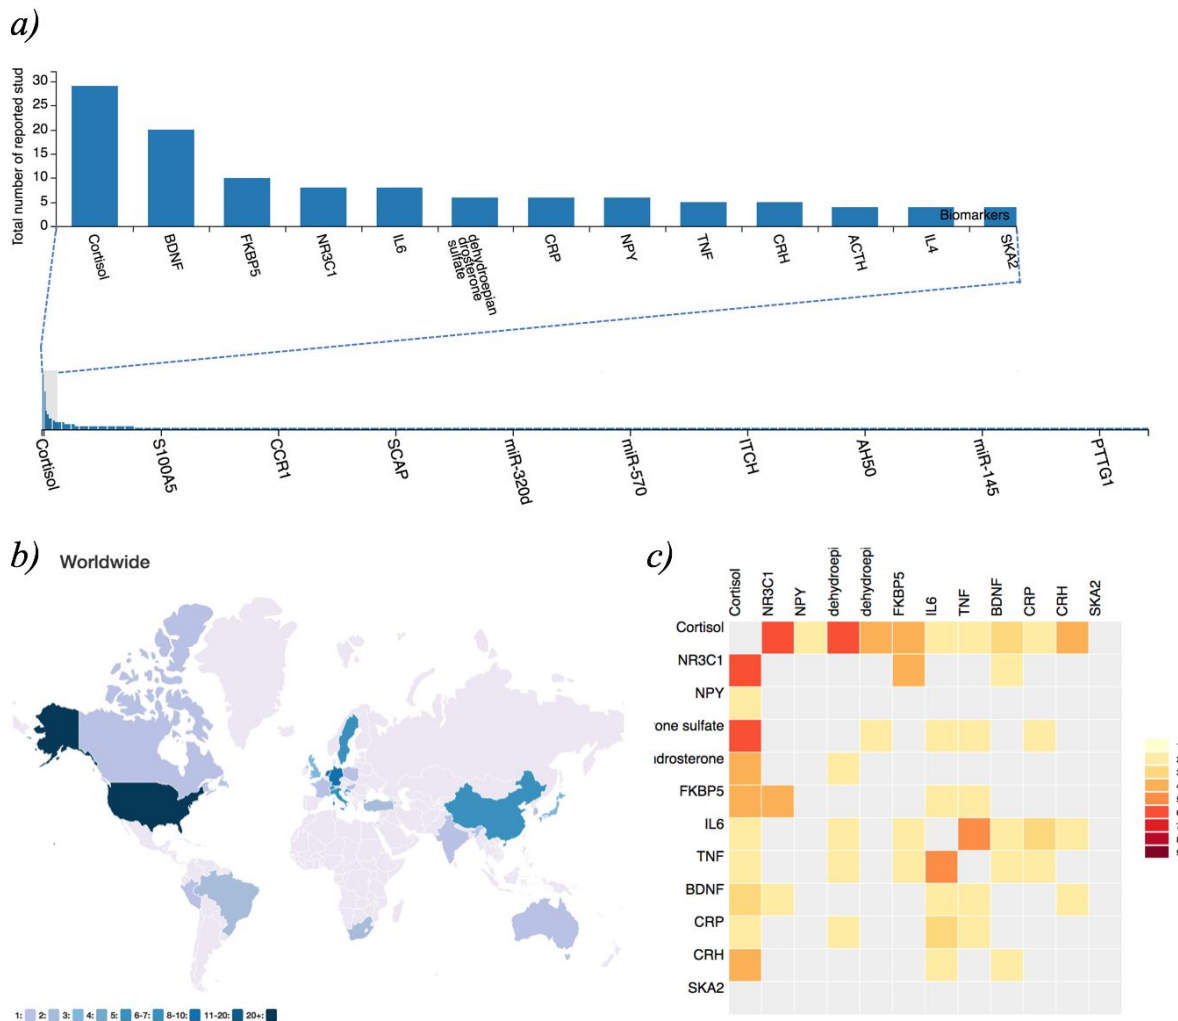 a)
Total number of reported stud
30
25
20
15
10
5
0
Biomarkers
Cortisol
BDNF
FKBP5
NR3C1
IL6
dehydroepian
drosterone
sulfate
CRP
NPY
TNF
CRH
ACTH
IL4
SKA2
Cortisol
S100A5
CCR1
SCAP
miR-320d
miR-570
ITCH
AH50
miR-145
PTTG1
b) Worldwide
1: 2: 3: 4: 5: 6-7: 8-10: 11-20: 20+:
c)
Cortisol
NR3C1
NPY
dehydroepi
dehydroepi
FKBP5
IL6
TNF
BDNF
CRP
CRH
SKA2
Cortisol
NR3C1
NPY
one sulfate
drosterone
FKBP5
IL6
TNF
BDNF
CRP
CRH
SKA2